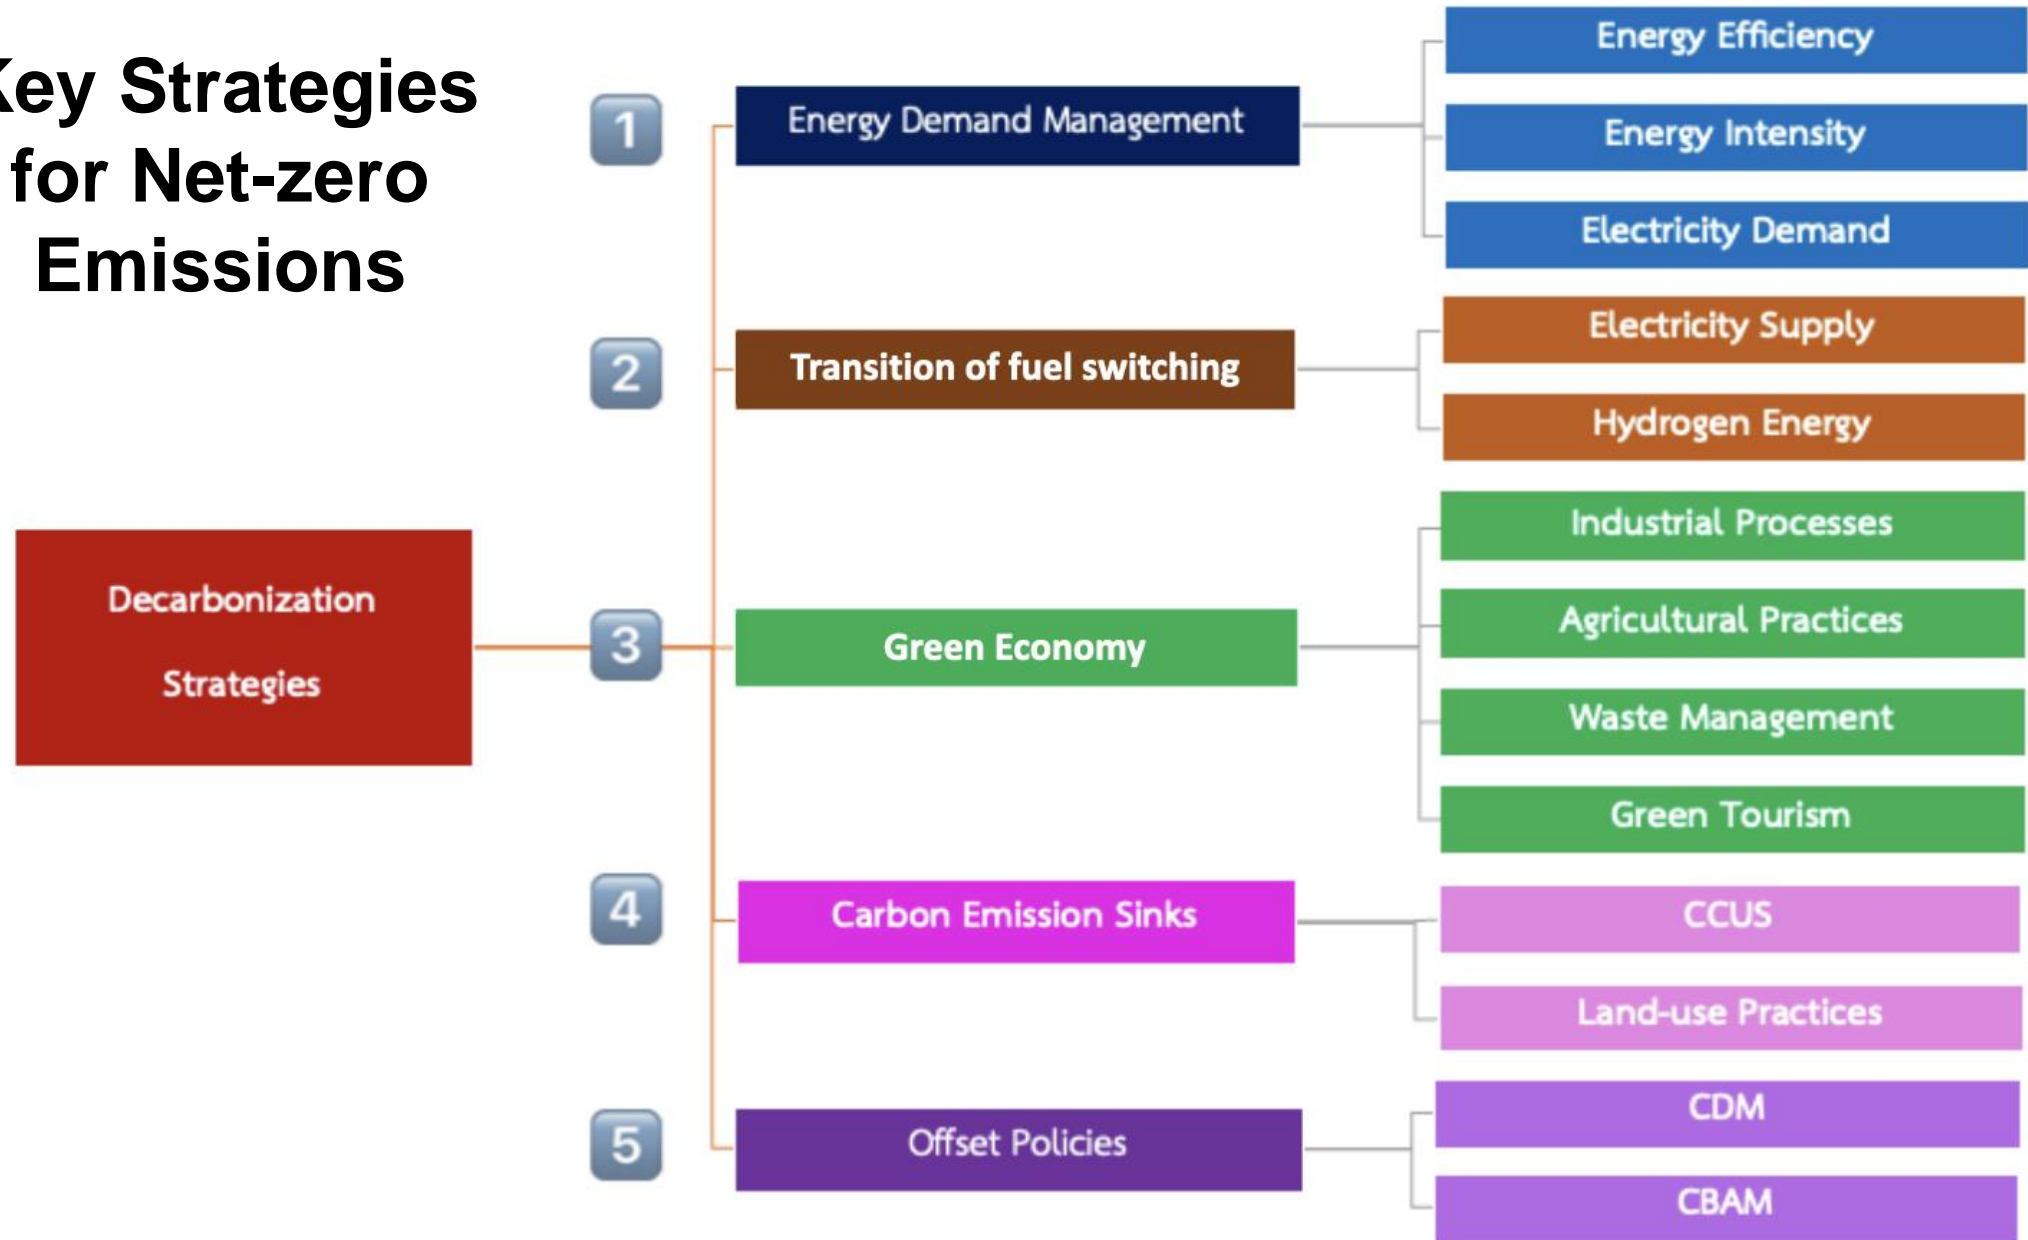 Key Strategies
for Net-zero
Emissions
Decarbonization
Strategies
1
Energy Demand Management
Energy Efficiency
Energy Intensity
Electricity Demand
2
Transition of fuel switching
Electricity Supply
Hydrogen Energy
3
Green Economy
Industrial Processes
Agricultural Practices
Waste Management
Green Tourism
4
Carbon Emission Sinks
CCUS
Land-use Practices
5
Offset Policies
CDM
CBAM